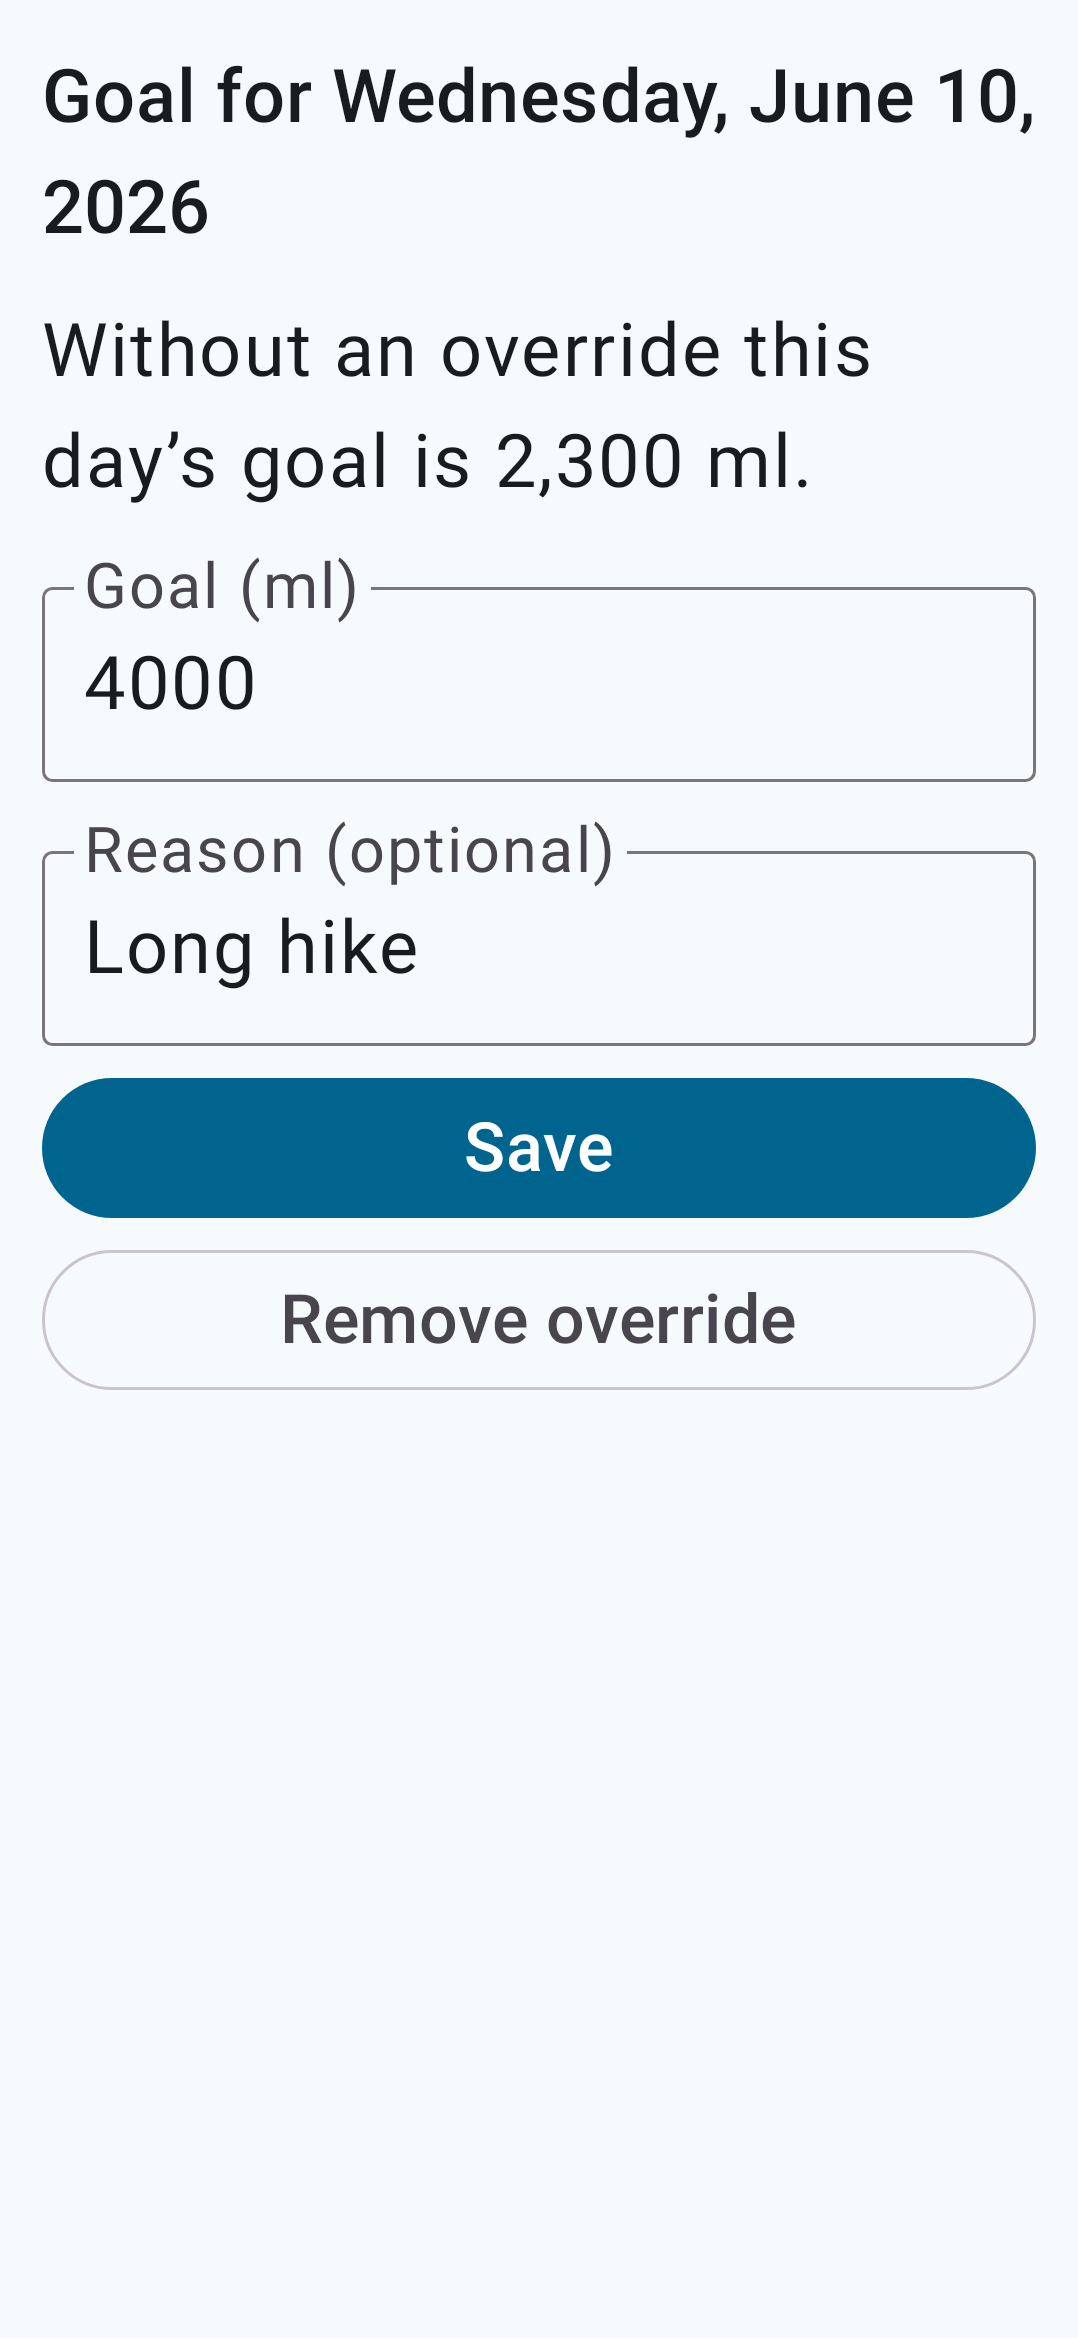 Goal for Wednesday, June 10,
2026
Without an override this
day’s goal is 2,300 ml.
Goal (ml)
4000
Reason (optional)
Long hike
Save
Remove override